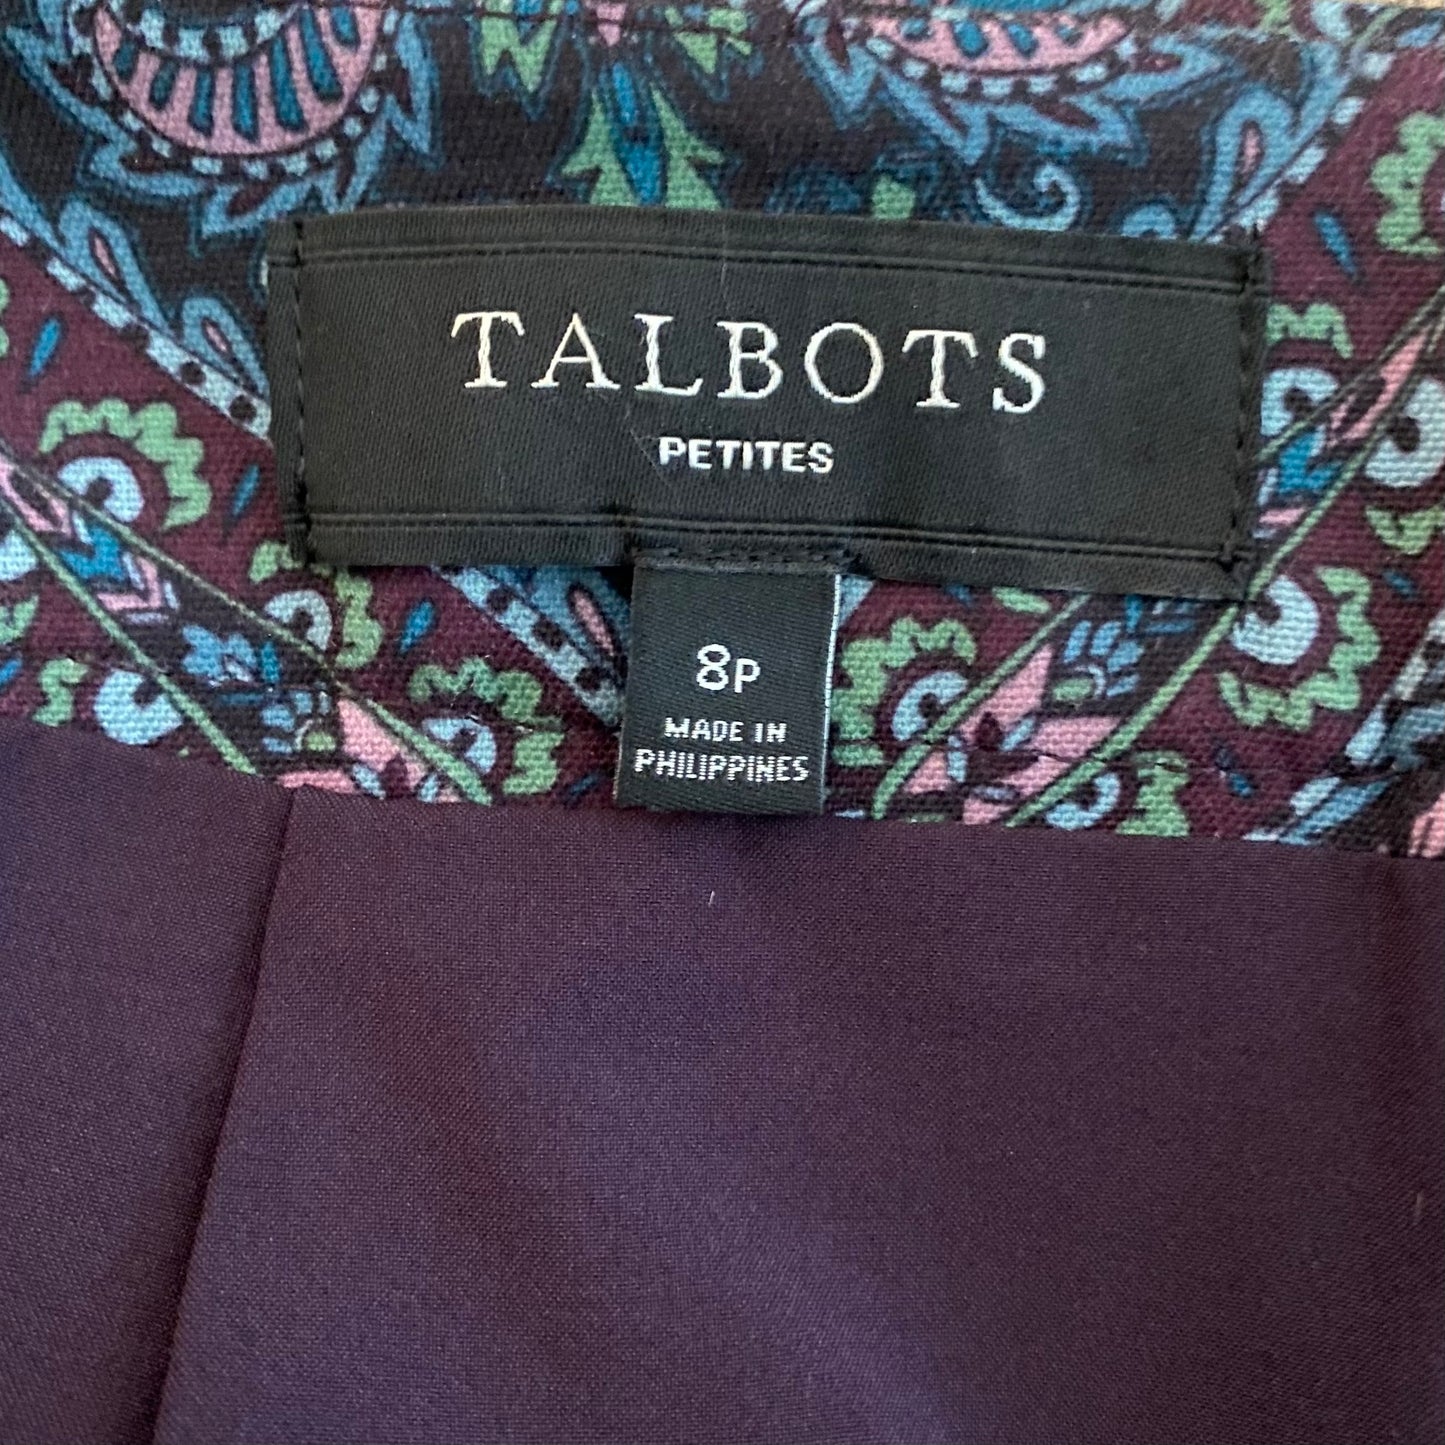 TALBOTS
PETITES
8P
MADE IN
PHILIPPINES